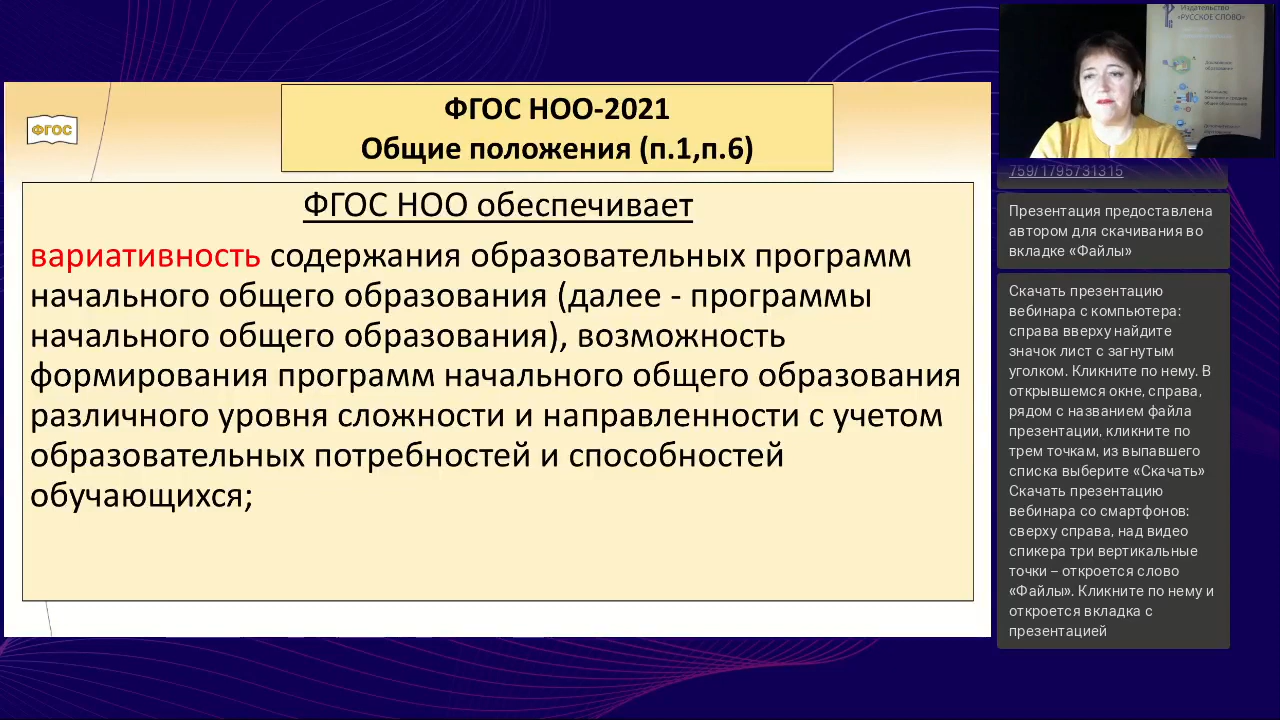 ФГОС
ФГОС НОО-2021
Общие положения (п.1,п.6)
ФГОС НОО обеспечивает
вариативность содержания образовательных программ
начального общего образования (далее - программы
начального общего образования), возможность
формирования программ начального общего образования
различного уровня сложности и направленности с учетом
образовательных потребностей и способностей
обучающихся;
Издательство
«РУССКОЕ СЛОВО»
759/1795731315
Презентация предоставлена
автором для скачивания во
вкладке «Файлы»
Скачать презентацию
вебинара с компьютера:
справа вверху найдите
значок лист с загнутым
уголком. Кликните по нему. В
открывшемся окне, справа,
рядом с названием файла
презентации, кликните по
трем точкам, из выпавшего
списка выберите «Скачать»
Скачать презентацию
вебинара со смартфонов:
сверху справа, над видео
спикера три вертикальные
точки – откроется слово
«Файлы». Кликните по нему и
откроется вкладка с
презентацией